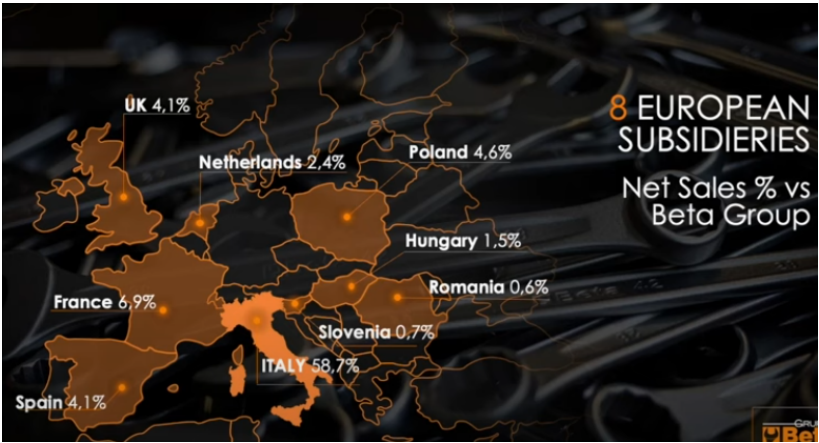 UK 4,1%
8 EUROPEAN
SUBSIDIERIES
Netherlands 2,4%
Poland 4,6%
Net Sales % vs
Beta Group
Hungary 1,5%
Romania 0,6%
France 6,9%
Slovenia 0,7%
ITALY 58,7%
Spain 4,1%